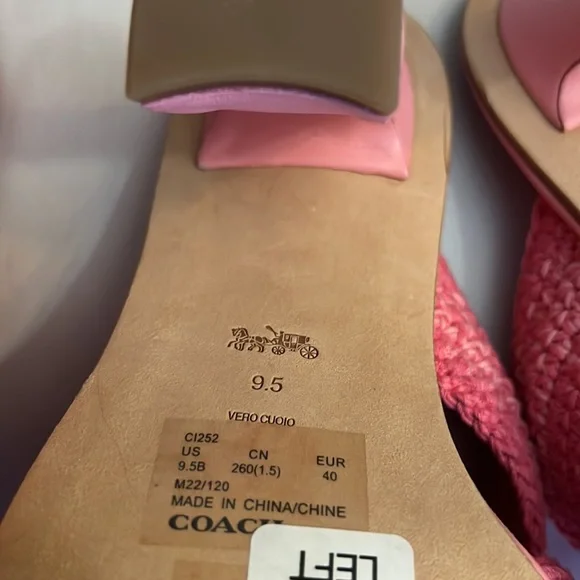 9.5
VERO CUOIO
CI252
US CN EUR
9.5B 260(1.5) 40
M22/120
MADE IN CHINA/CHINE
COACH
LEFT